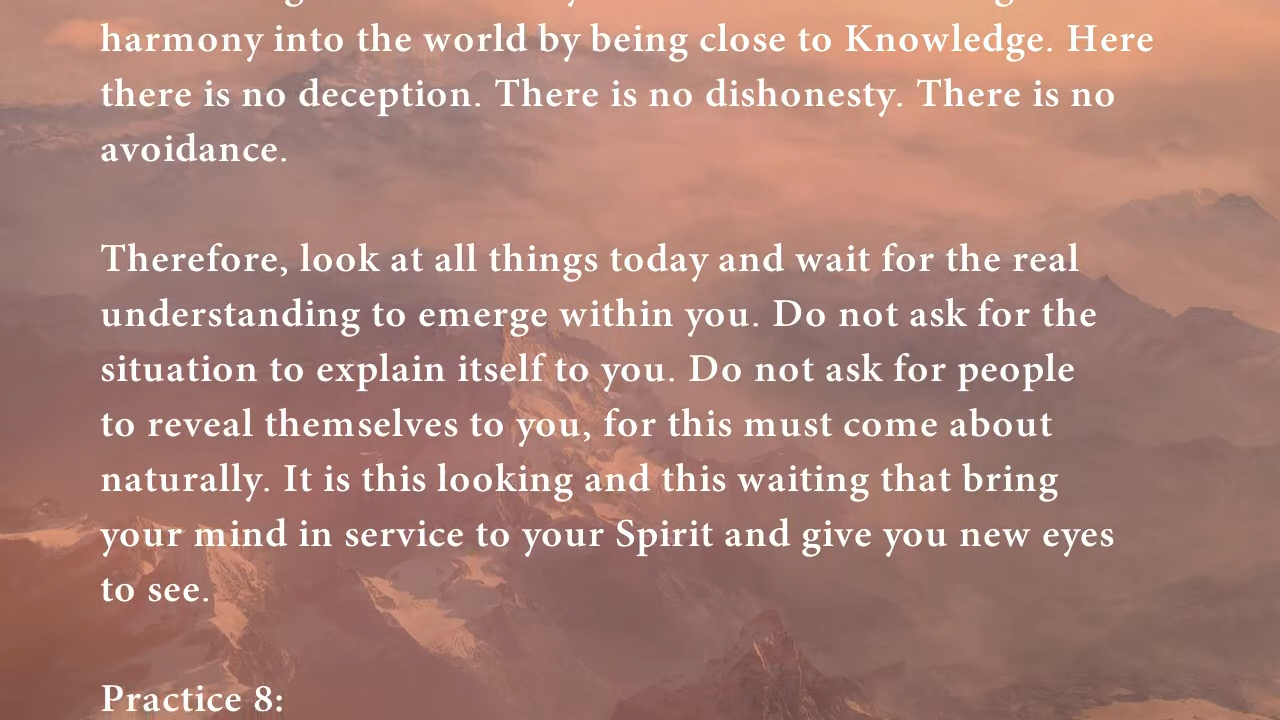 harmony into the world by being close to Knowledge. Here
there is no deception. There is no dishonesty. There is no
avoidance.
Therefore, look at all things today and wait for the real
understanding to emerge within you. Do not ask for the
situation to explain itself to you. Do not ask for people
to reveal themselves to you, for this must come about
naturally. It is this looking and this waiting that bring
your mind in service to your Spirit and give you new eyes
to see.
Practice 8: